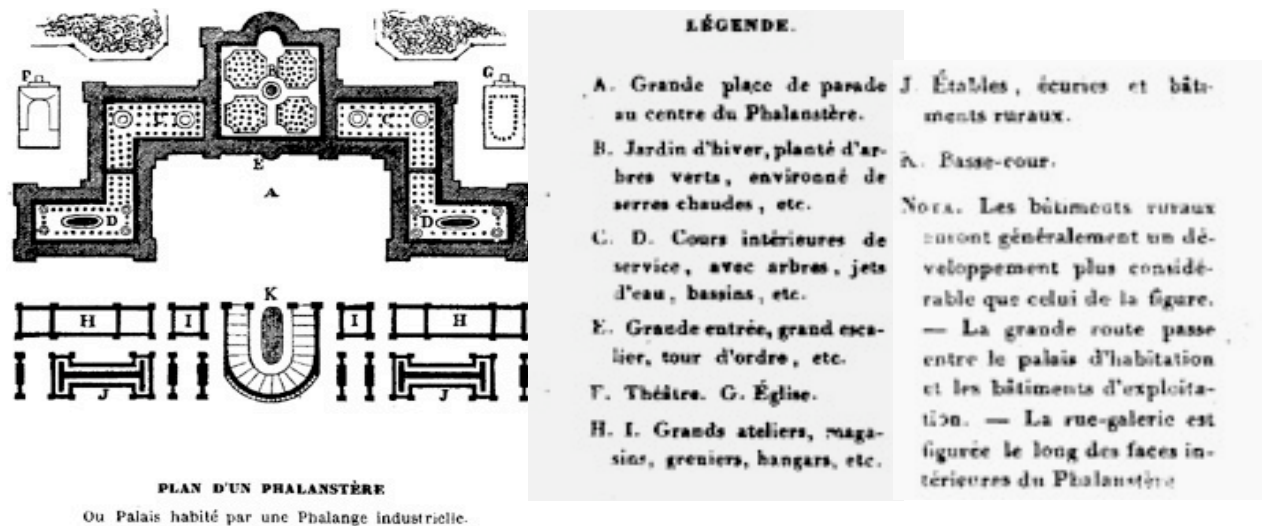 F
G
B
C
C
E
A
D
D
K
H
I
I
H
J
J
PLAN D'UN PHALANSTÈRE
Ou Palais habité par une Phalange industrielle.
LÉGENDE.
A. Grande place de parade
au centre du Phalanstère.
B. Jardin d'hiver, planté d'ar-
bres verts, environné de
serres chaudes, etc.
C. D. Cours intérieures de
service, avec arbres, jets
d'eau, bassins, etc.
E. Grande entrée, grand esca-
lier, tour d'ordre, etc.
F. Théâtre. G. Église.
H. I. Grands ateliers, maga-
sins, greniers, hangars, etc.
J. Étables, écuries et bâti-
ments ruraux.
K. Basse-cour.
NOTA. Les bâtiments ruraux
auront généralement un dé-
veloppement plus considé-
rable que celui de la figure.
— La grande route passe
entre le palais d'habitation
et les bâtiments d'exploita-
tion. — La rue-galerie est
figurée le long des faces in-
térieures du Phalanstère